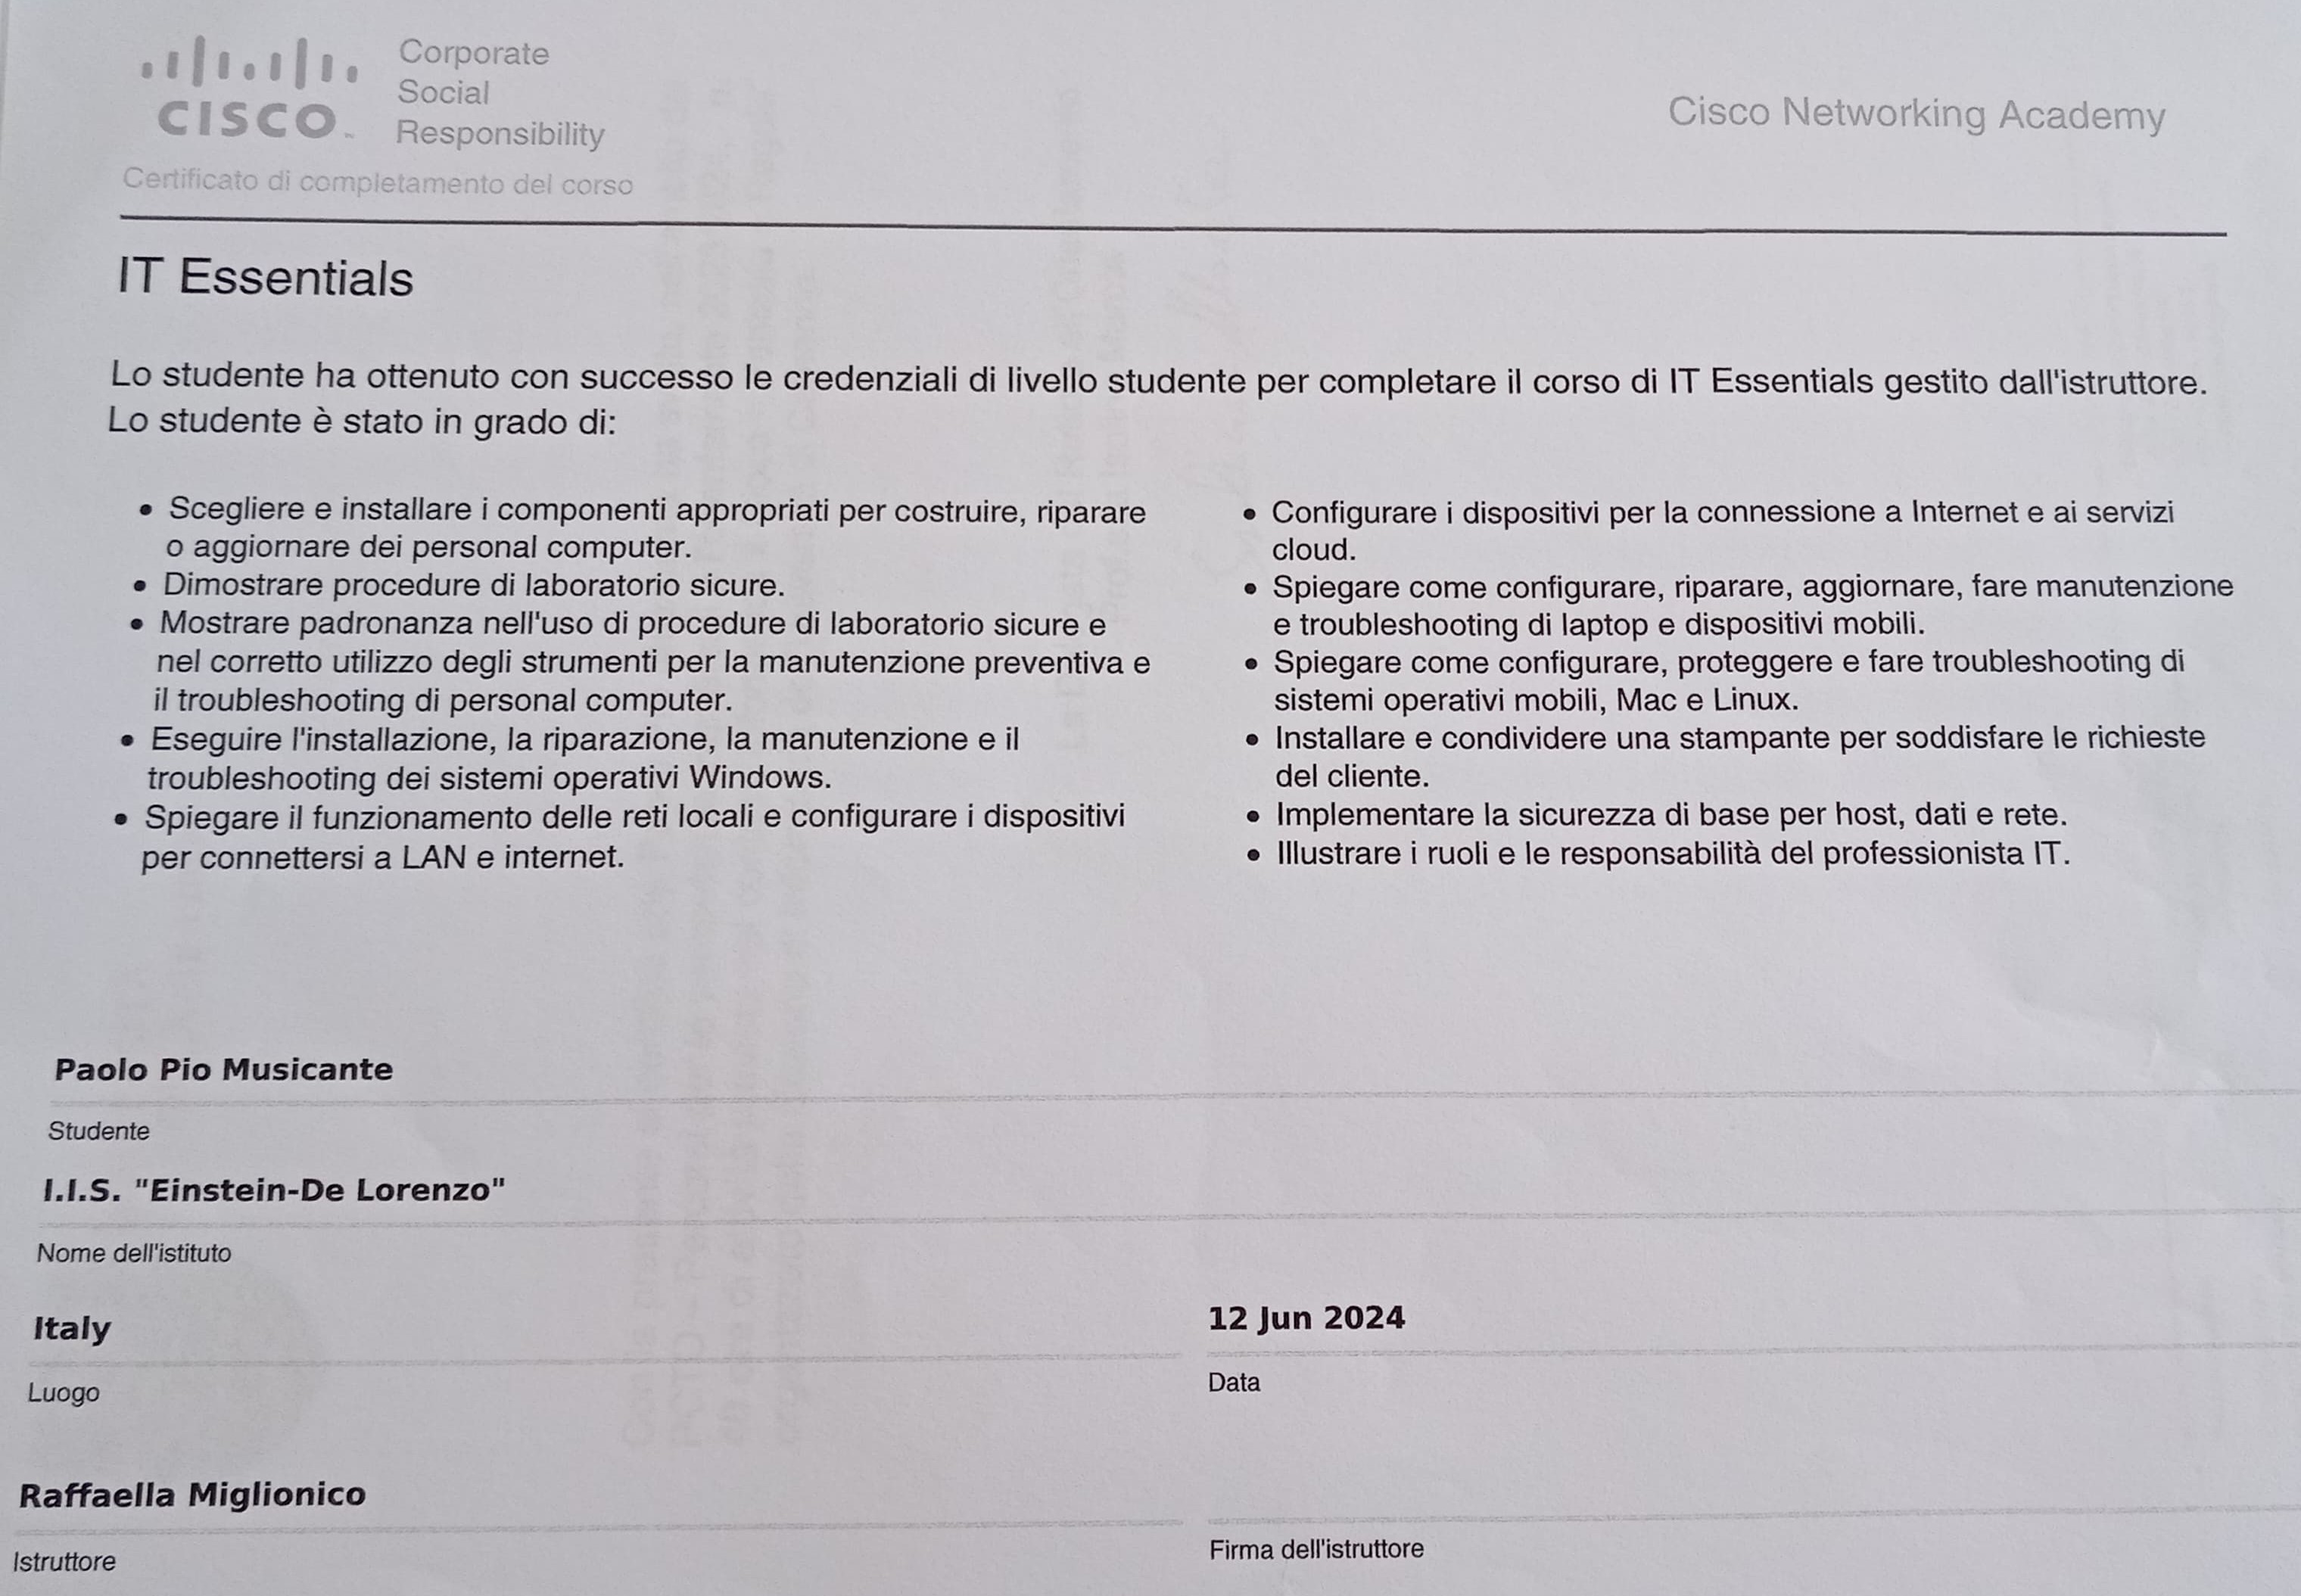 CISCO
Corporate
Social
Responsibility
Cisco Networking Academy
Certificato di completamento del corso
IT Essentials
Lo studente ha ottenuto con successo le credenziali di livello studente per completare il corso di IT Essentials gestito dall'istruttore.
Lo studente è stato in grado di:
• Scegliere e installare i componenti appropriati per costruire, riparare
o aggiornare dei personal computer.
• Dimostrare procedure di laboratorio sicure.
• Mostrare padronanza nell'uso di procedure di laboratorio sicure e
nel corretto utilizzo degli strumenti per la manutenzione preventiva e
il troubleshooting di personal computer.
• Eseguire l'installazione, la riparazione, la manutenzione e il
troubleshooting dei sistemi operativi Windows.
• Spiegare il funzionamento delle reti locali e configurare i dispositivi
per connettersi a LAN e internet.
• Configurare i dispositivi per la connessione a Internet e ai servizi
cloud.
• Spiegare come configurare, riparare, aggiornare, fare manutenzione
e troubleshooting di laptop e dispositivi mobili.
• Spiegare come configurare, proteggere e fare troubleshooting di
sistemi operativi mobili, Mac e Linux.
• Installare e condividere una stampante per soddisfare le richieste
del cliente.
• Implementare la sicurezza di base per host, dati e rete.
• Illustrare i ruoli e le responsabilità del professionista IT.
Paolo Pio Musicante
Studente
I.I.S. "Einstein-De Lorenzo"
Nome dell'istituto
Italy
Luogo
12 Jun 2024
Data
Raffaella Miglionico
Istruttore
Firma dell'istruttore